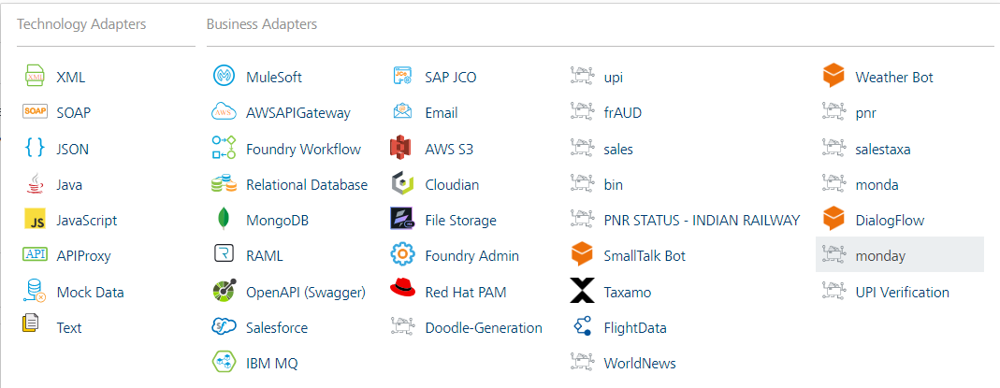 Technology Adapters
Business Adapters
XML
SOAP
JSON
Java
JavaScript
APIProxy
Mock Data
Text
MuleSoft
AWSAPIGateway
Foundry Workflow
Relational Database
MongoDB
RAML
OpenAPI (Swagger)
Salesforce
IBM MQ
SAP JCO
Email
AWS S3
Cloudian
File Storage
Foundry Admin
Red Hat PAM
Doodle-Generation
upi
frAUD
sales
bin
PNR STATUS - INDIAN RAILWAY
SmallTalk Bot
Taxamo
FlightData
WorldNews
Weather Bot
pnr
salestaxa
monda
DialogFlow
monday
UPI Verification